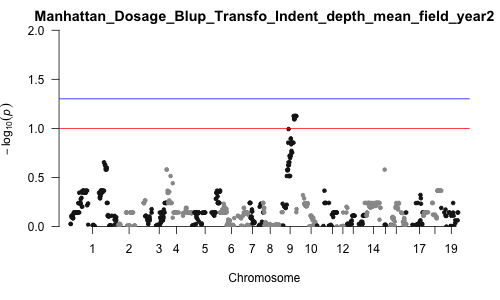 Manhattan_Dosage_Blup_Transfo_Indent_depth_mean_field_year2
− log10(p)
2.0
1.5
1.0
0.5
0.0
1 2 3 4 5 6 7 8 9 10 12 14 17 19
Chromosome